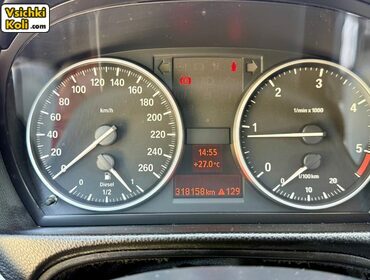 Vsichki
Koli .com
0 20 40 60 80 100 120 140 160 180 200 220 240 260
km/h
0 1/2 1
Diesel
14:55
+27.0°C
318158 km ▲129
0 1 2 3 4 5
1/min x 1000
0 10 20
l/100km